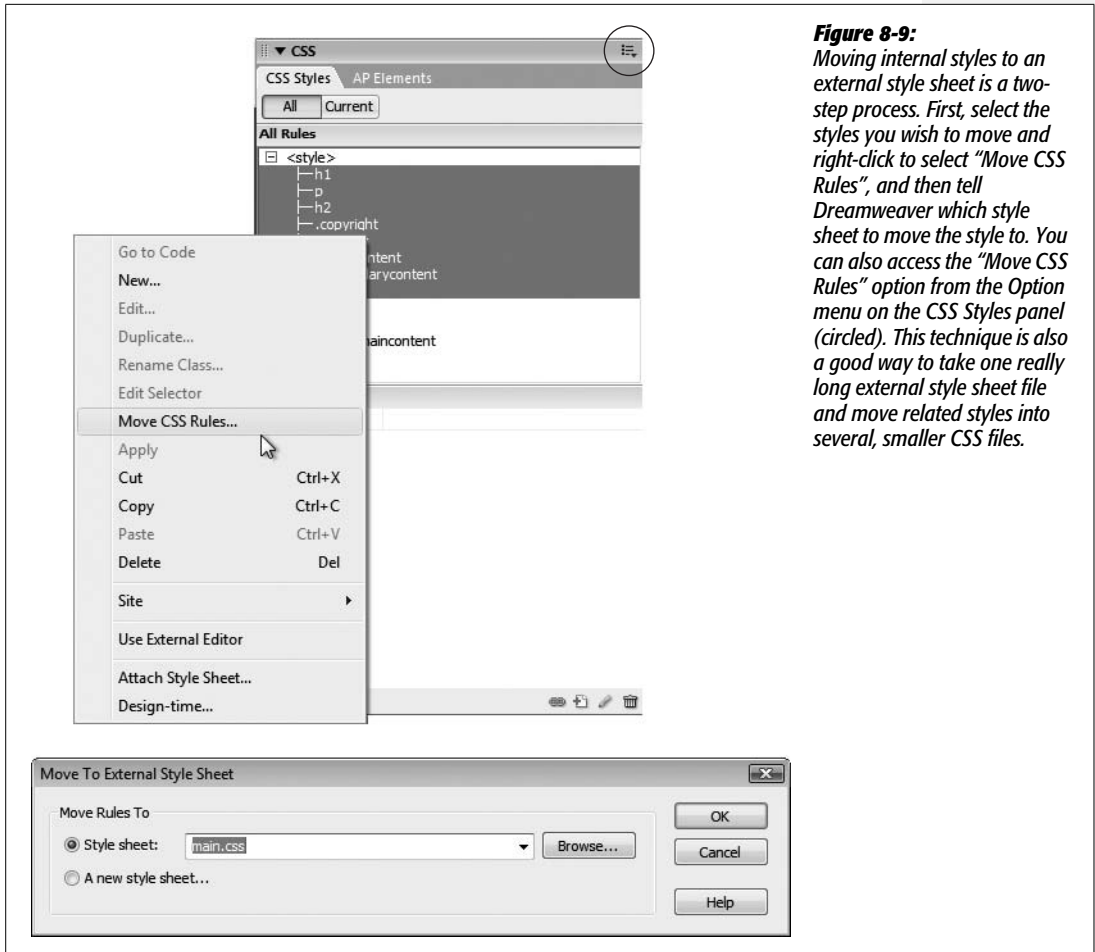 CSS
CSS Styles AP Elements
All Current
All Rules
<style>
h1
p
h2
.copyright
ntent
larycontent
naincontent
Go to Code
New...
Edit...
Duplicate...
Rename Class...
Edit Selector
Move CSS Rules...
Apply
Cut Ctrl+X
Copy Ctrl+C
Paste Ctrl+V
Delete Del
Site
Use External Editor
Attach Style Sheet...
Design-time...
Move To External Style Sheet
Move Rules To
Style sheet: main.css Browse...
A new style sheet...
OK
Cancel
Help
Figure 8-9:
Moving internal styles to an
external style sheet is a two-
step process. First, select the
styles you wish to move and
right-click to select “Move CSS
Rules”, and then tell
Dreamweaver which style
sheet to move the style to. You
can also access the “Move CSS
Rules” option from the Option
menu on the CSS Styles panel
(circled). This technique is also
a good way to take one really
long external style sheet file
and move related styles into
several, smaller CSS files.